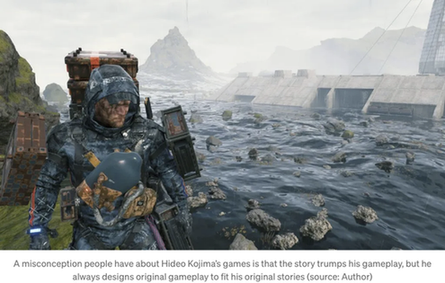 A misconception people have about Hideo Kojima's games is that the story trumps his gameplay, but he
always designs original gameplay to fit his original stories (source: Author)